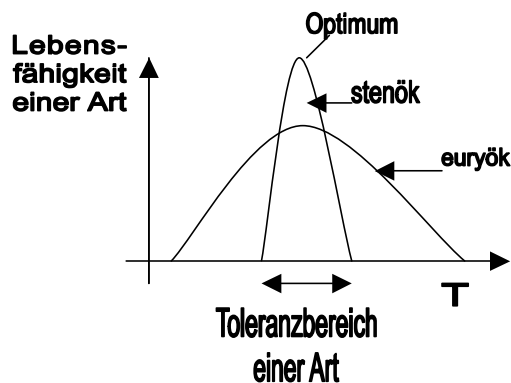 Optimum
Lebens-
fähigkeit
einer Art
stenök
euryök
T
Toleranzbereich
einer Art